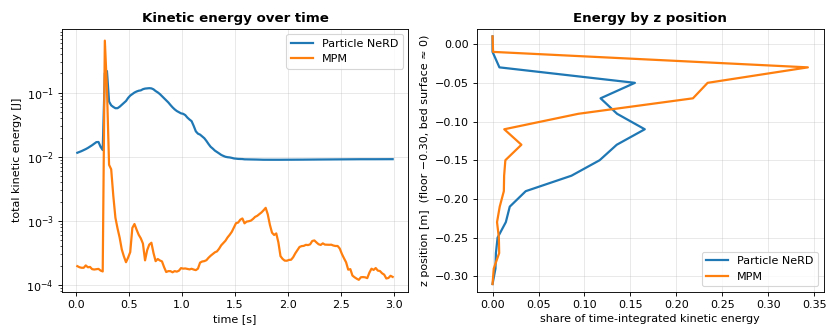 Kinetic energy over time
total kinetic energy [J]
10⁻¹
10⁻²
10⁻³
10⁻⁴
Particle NeRD
MPM
0.0 0.5 1.0 1.5 2.0 2.5 3.0
time [s]
Energy by z position
z position [m] (floor −0.30, bed surface ≈ 0)
0.00
−0.05
−0.10
−0.15
−0.20
−0.25
−0.30
Particle NeRD
MPM
0.00 0.05 0.10 0.15 0.20 0.25 0.30 0.35
share of time-integrated kinetic energy